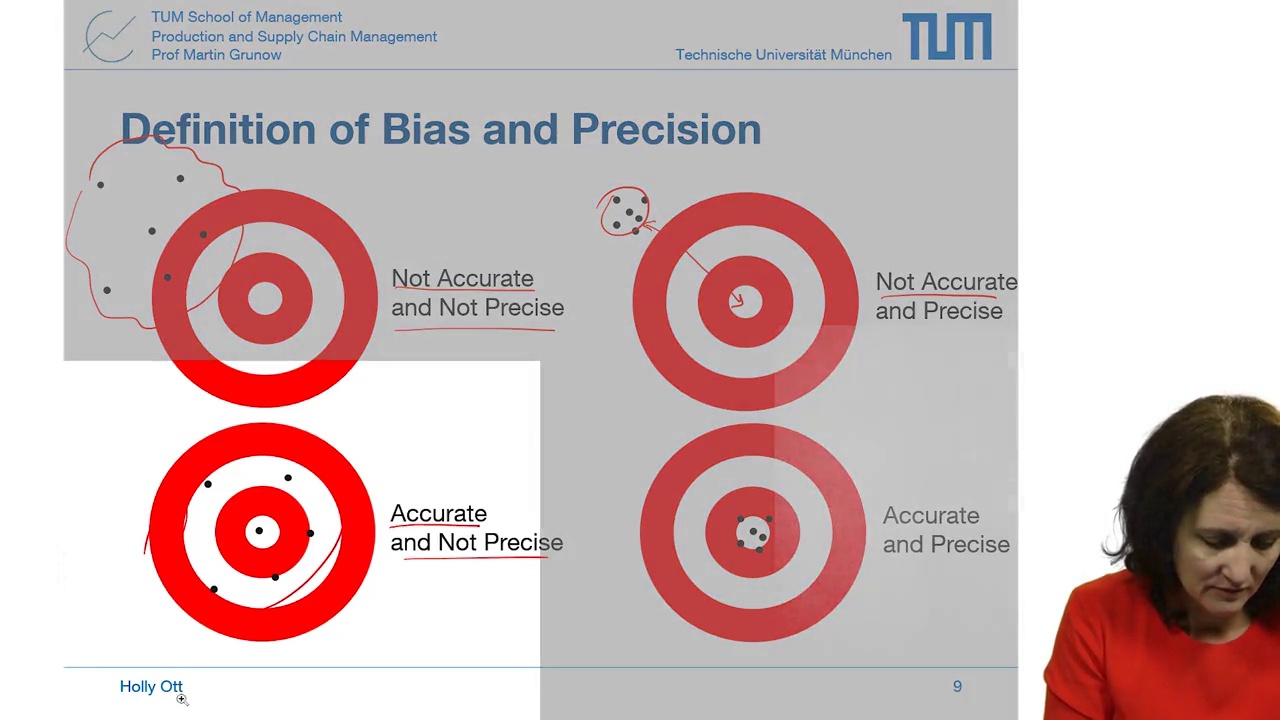 TUM School of Management
Production and Supply Chain Management
Prof Martin Grunow
Technische Universität München
TUM
Definition of Bias and Precision
Not Accurate
and Not Precise
Not Accurate
and Precise
Accurate
and Not Precise
Accurate
and Precise
Holly Ott
9